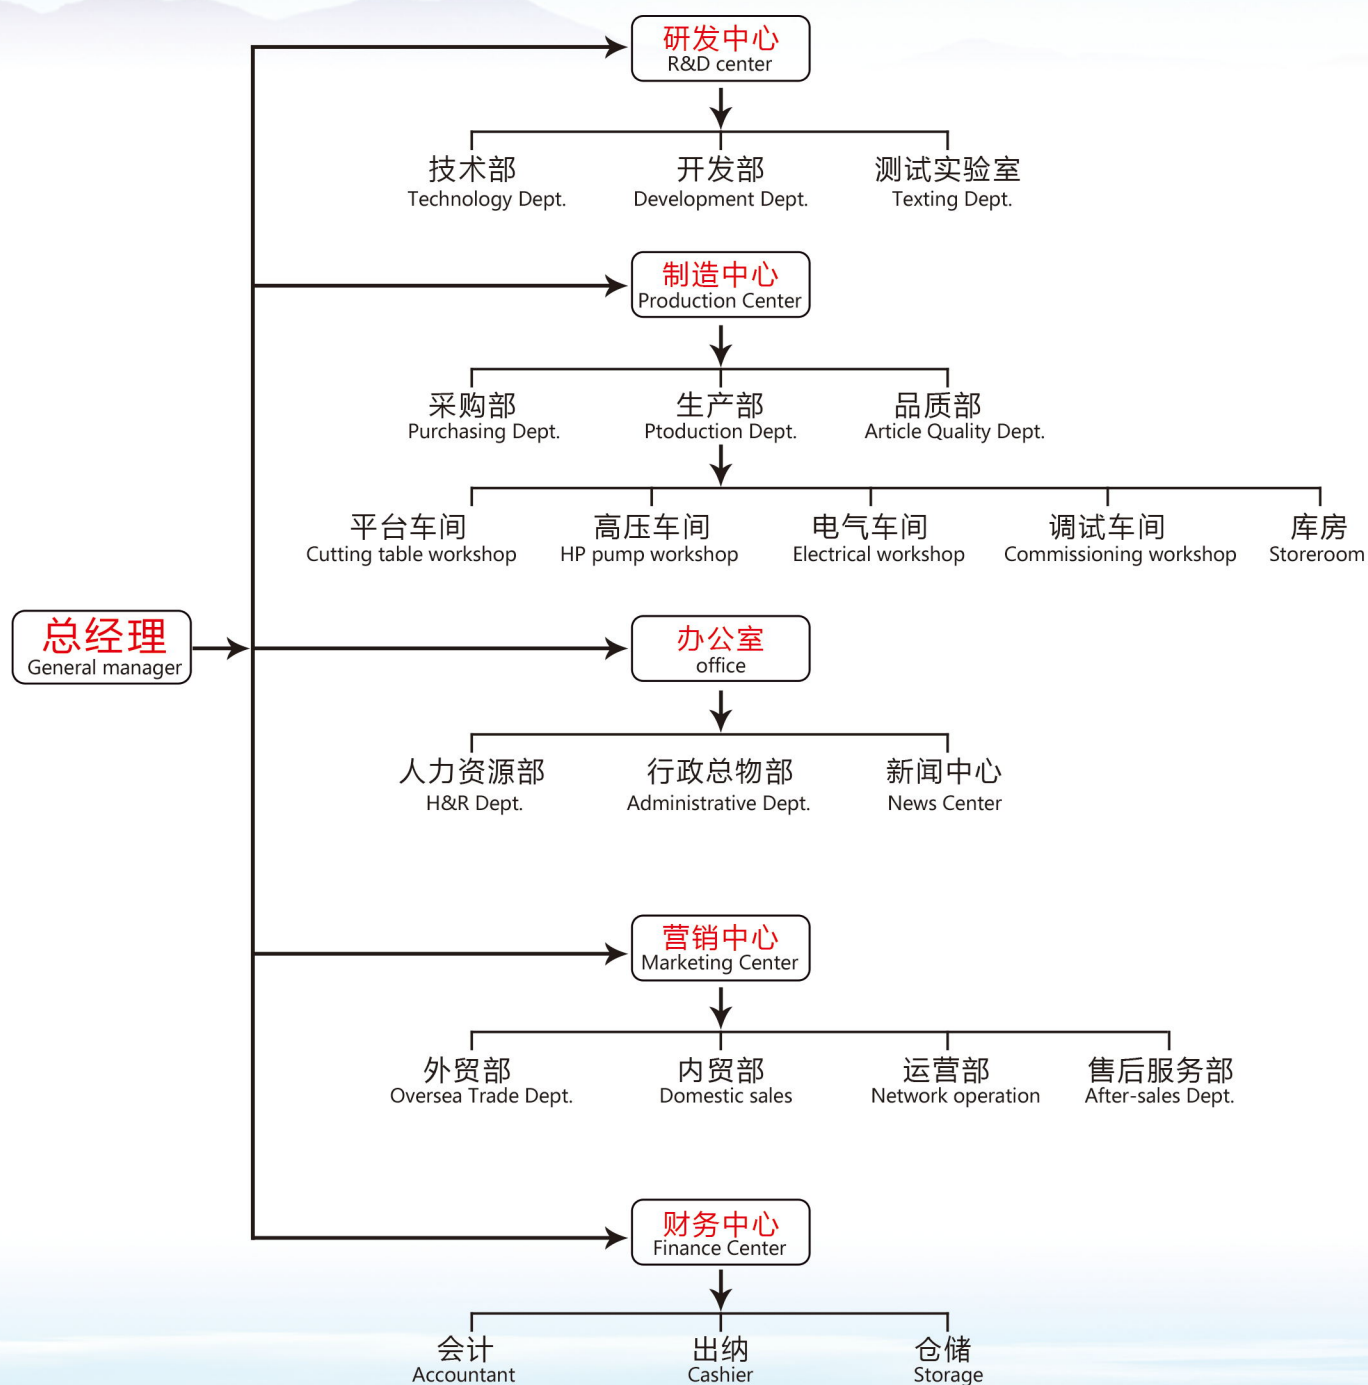 研发中心
R&D center
技术部 开发部 测试实验室
Technology Dept. Development Dept. Texting Dept.
制造中心
Production Center
采购部 生产部 品质部
Purchasing Dept. Ptoduction Dept. Article Quality Dept.
平台车间 高压车间 电气车间 调试车间 库房
Cutting table workshop HP pump workshop Electrical workshop Commissioning workshop Storeroom
总经理
General manager
办公室
office
人力资源部 行政总物部 新闻中心
H&R Dept. Administrative Dept. News Center
营销中心
Marketing Center
外贸部 内贸部 运营部 售后服务部
Oversea Trade Dept. Domestic sales Network operation After-sales Dept.
财务中心
Finance Center
会计 出纳 仓储
Accountant Cashier Storage